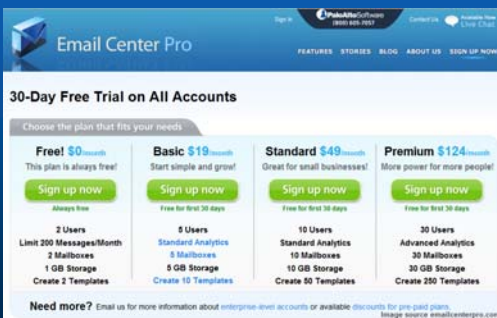 Sign In PaloAltoSoftware Contact Us Available Now
(800) 605-7057 Live Chat
Email Center Pro
FEATURES STORIES BLOG ABOUT US SIGN UP NOW
30-Day Free Trial on All Accounts
Choose the plan that fits your needs
Free! $0/month Basic $19/month Standard $49/month Premium $124/month
This plan is always free! Start simple and grow! Great for small businesses! More power for more people!
Sign up now Sign up now Sign up now Sign up now
Always free Free for first 30 days Free for first 30 days Free for first 30 days
2 Users 5 Users 10 Users 30 Users
Limit 200 Messages/Month Standard Analytics Standard Analytics Advanced Analytics
2 Mailboxes 5 Mailboxes 10 Mailboxes 30 Mailboxes
1 GB Storage 5 GB Storage 10 GB Storage 30 GB Storage
Create 2 Templates Create 10 Templates Create 50 Templates Create 250 Templates
Need more? Email us for more information about enterprise-level accounts or available discounts for pre-paid plans.
Image source emailcenterpro.com